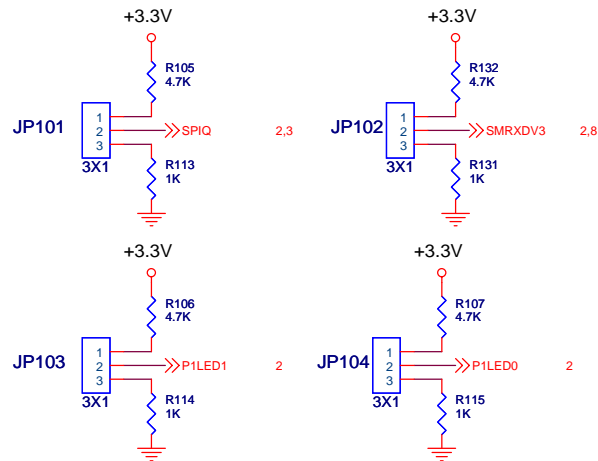 +3.3V
R105
4.7K
JP101
1
2
3
3X1
SPIQ
2,3
R113
1K
+3.3V
R132
4.7K
JP102
1
2
3
3X1
SMRXDV3
2,8
R131
1K
+3.3V
R106
4.7K
JP103
1
2
3
3X1
P1LED1
2
R114
1K
+3.3V
R107
4.7K
JP104
1
2
3
3X1
P1LED0
2
R115
1K